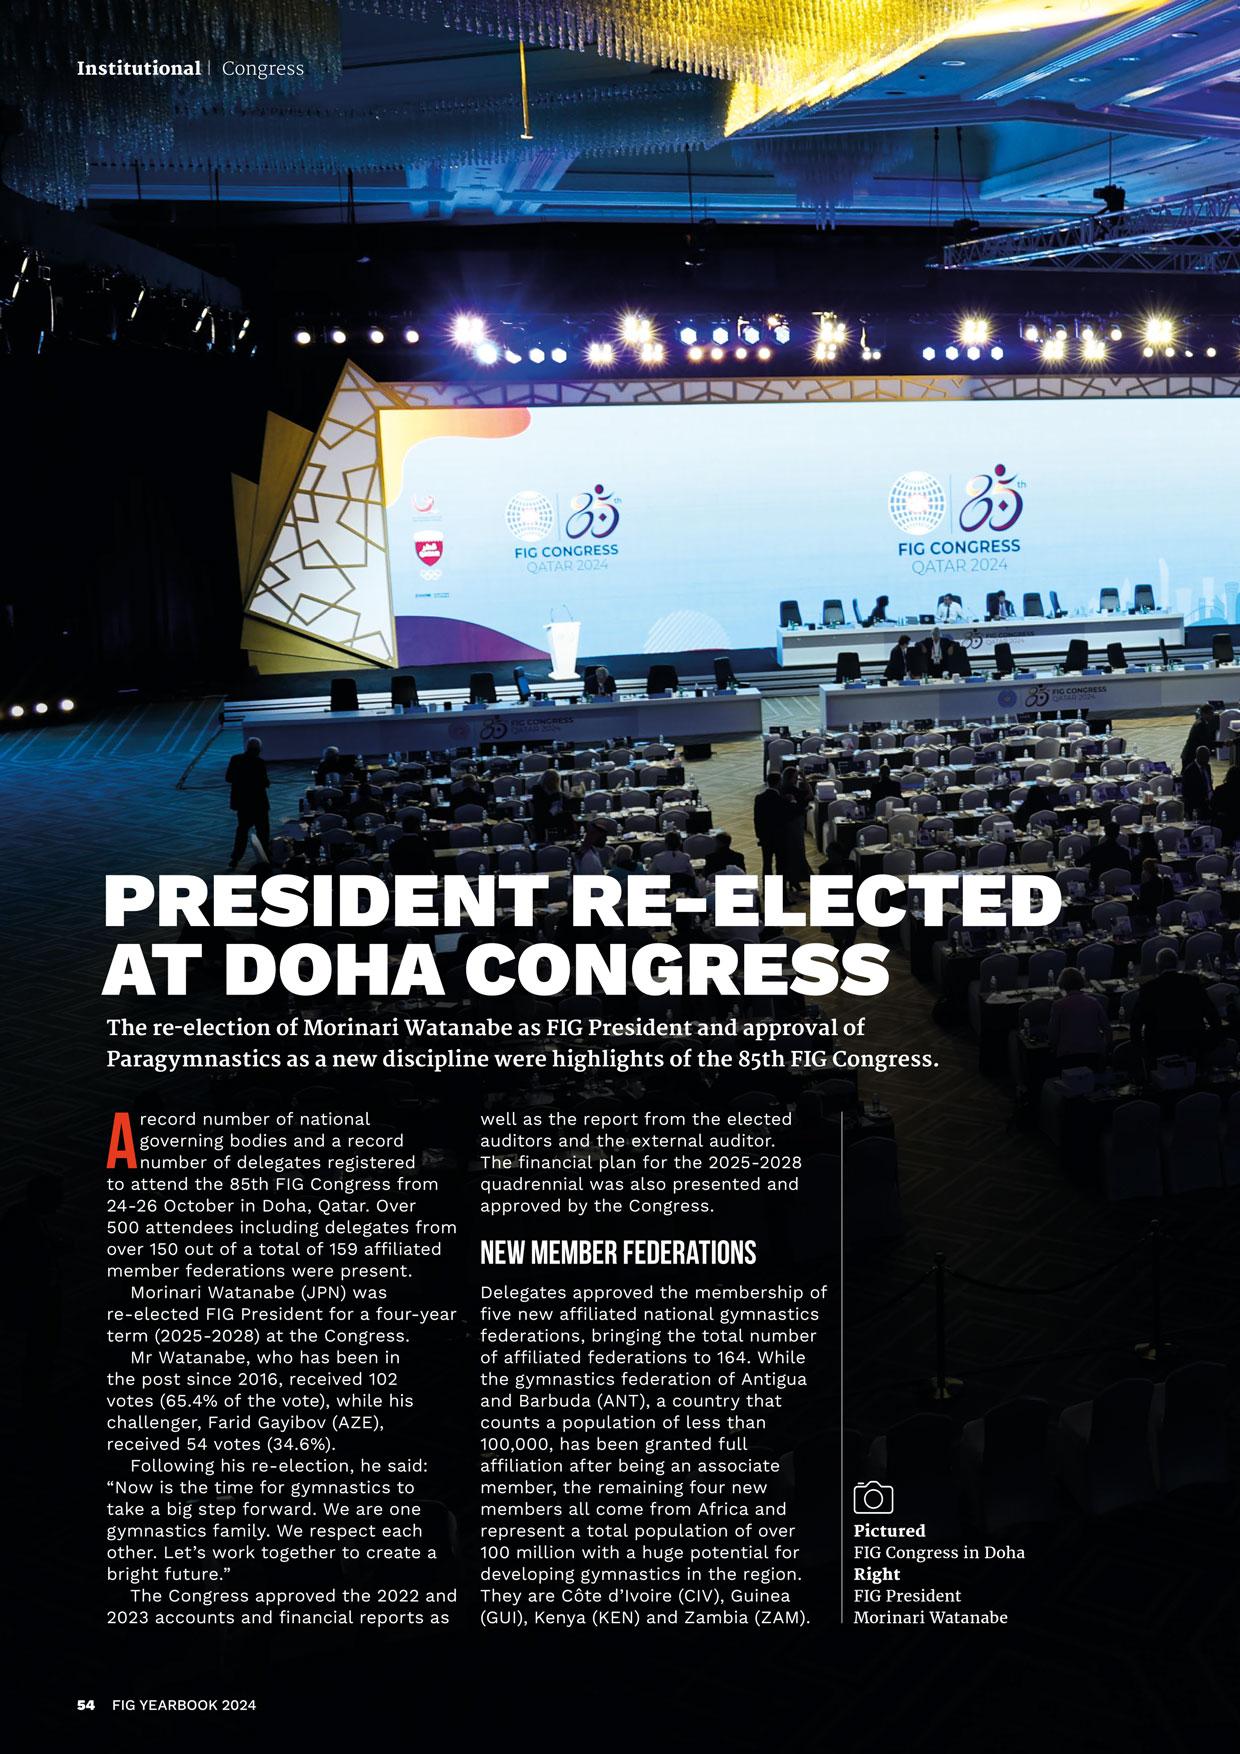 Institutional | Congress
85th
FIG CONGRESS
QATAR 2024
85th
FIG CONGRESS
QATAR 2024
FIG CONGRESS
QATAR 2024
85
FIG CONGRESS
QATAR 2024
85
FIG CONGRESS
QATAR 2024
PRESIDENT RE-ELECTED
AT DOHA CONGRESS
The re-election of Morinari Watanabe as FIG President and approval of
Paragymnastics as a new discipline were highlights of the 85th FIG Congress.
A record number of national
governing bodies and a record
number of delegates registered
to attend the 85th FIG Congress from
24-26 October in Doha, Qatar. Over
500 attendees including delegates from
over 150 out of a total of 159 affiliated
member federations were present.
Morinari Watanabe (JPN) was
re-elected FIG President for a four-year
term (2025-2028) at the Congress.
Mr Watanabe, who has been in
the post since 2016, received 102
votes (65.4% of the vote), while his
challenger, Farid Gayibov (AZE),
received 54 votes (34.6%).
Following his re-election, he said:
“Now is the time for gymnastics to
take a big step forward. We are one
gymnastics family. We respect each
other. Let’s work together to create a
bright future.”
The Congress approved the 2022 and
2023 accounts and financial reports as
well as the report from the elected
auditors and the external auditor.
The financial plan for the 2025-2028
quadrennial was also presented and
approved by the Congress.
NEW MEMBER FEDERATIONS
Delegates approved the membership of
five new affiliated national gymnastics
federations, bringing the total number
of affiliated federations to 164. While
the gymnastics federation of Antigua
and Barbuda (ANT), a country that
counts a population of less than
100,000, has been granted full
affiliation after being an associate
member, the remaining four new
members all come from Africa and
represent a total population of over
100 million with a huge potential for
developing gymnastics in the region.
They are Côte d’Ivoire (CIV), Guinea
(GUI), Kenya (KEN) and Zambia (ZAM).
Pictured
FIG Congress in Doha
Right
FIG President
Morinari Watanabe
54 FIG YEARBOOK 2024